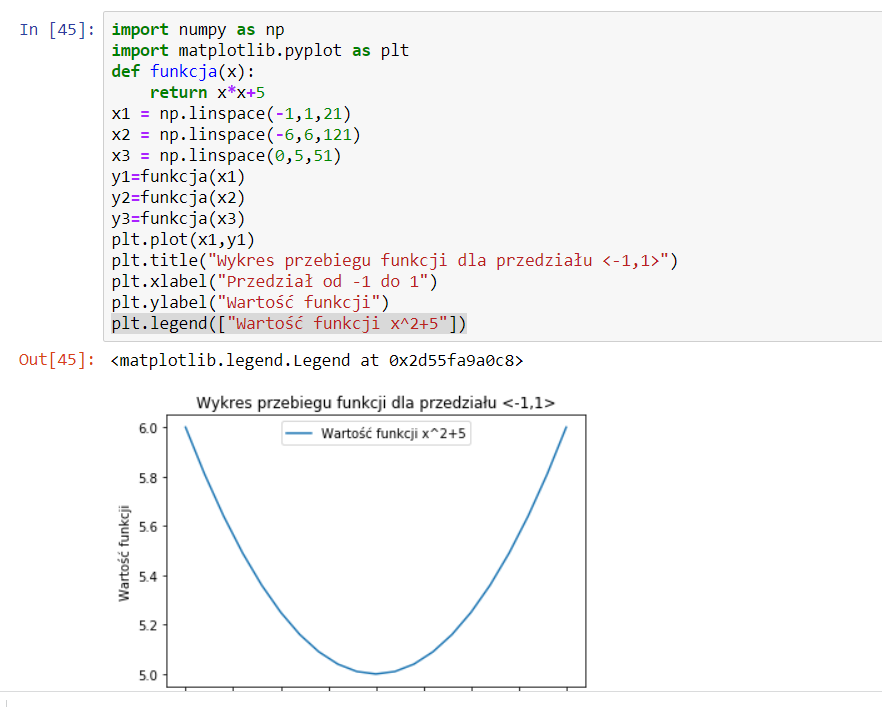 In [45]: import numpy as np
import matplotlib.pyplot as plt
def funkcja(x):
    return x*x+5
x1 = np.linspace(-1,1,21)
x2 = np.linspace(-6,6,121)
x3 = np.linspace(0,5,51)
y1=funkcja(x1)
y2=funkcja(x2)
y3=funkcja(x3)
plt.plot(x1,y1)
plt.title("Wykres przebiegu funkcji dla przedziału <-1,1>")
plt.xlabel("Przedział od -1 do 1")
plt.ylabel("Wartość funkcji")
plt.legend(["Wartość funkcji x^2+5"])
Out[45]: <matplotlib.legend.Legend at 0x2d55fa9a0c8>
Wykres przebiegu funkcji dla przedziału <-1,1>
Wartość funkcji x^2+5
6.0
5.8
5.6
5.4
5.2
5.0
Wartość funkcji